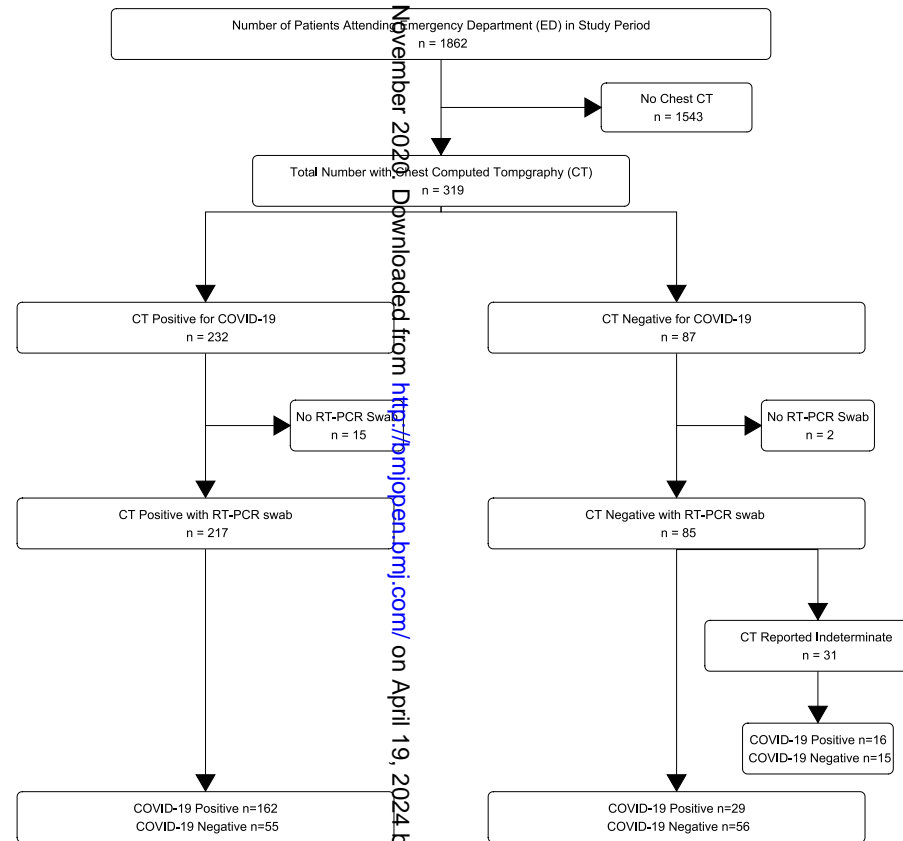 Number of Patients Attending Emergency Department (ED) in Study Period
n = 1862
No Chest CT
n = 1543
Total Number with Chest Computed Tompgraphy (CT)
n = 319
CT Positive for COVID-19
n = 232
CT Negative for COVID-19
n = 87
No RT-PCR Swab
n = 15
No RT-PCR Swab
n = 2
CT Positive with RT-PCR swab
n = 217
CT Negative with RT-PCR swab
n = 85
CT Reported Indeterminate
n = 31
COVID-19 Positive n=16
COVID-19 Negative n=15
COVID-19 Positive n=162
COVID-19 Negative n=55
COVID-19 Positive n=29
COVID-19 Negative n=56
November 2020. Downloaded from http://bmjopen.bmj.com/ on April 19, 2024 b